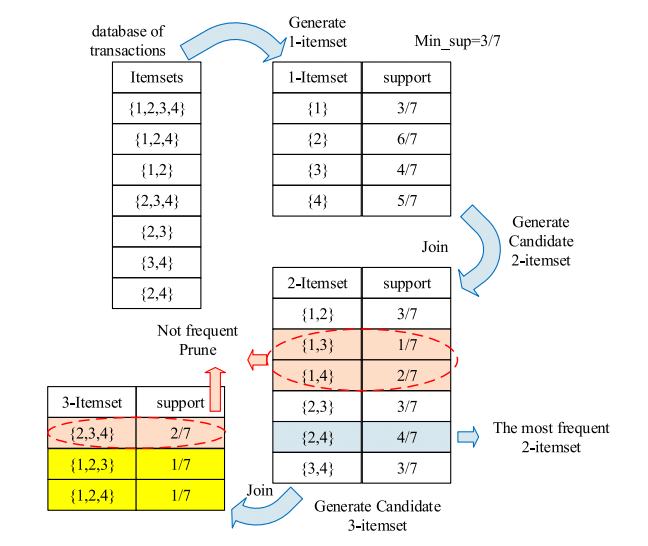 database of
transactions
Generate
1-itemset
Min_sup=3/7
Itemsets
{1,2,3,4}
{1,2,4}
{1,2}
{2,3,4}
{2,3}
{3,4}
{2,4}
1-Itemset support
{1} 3/7
{2} 6/7
{3} 4/7
{4} 5/7
Join
Generate
Candidate
2-itemset
2-Itemset support
{1,2} 3/7
{1,3} 1/7
{1,4} 2/7
{2,3} 3/7
{2,4} 4/7
{3,4} 3/7
Not frequent
Prune
The most frequent
2-itemset
3-Itemset support
{2,3,4} 2/7
{1,2,3} 1/7
{1,2,4} 1/7
Join
Generate Candidate
3-itemset